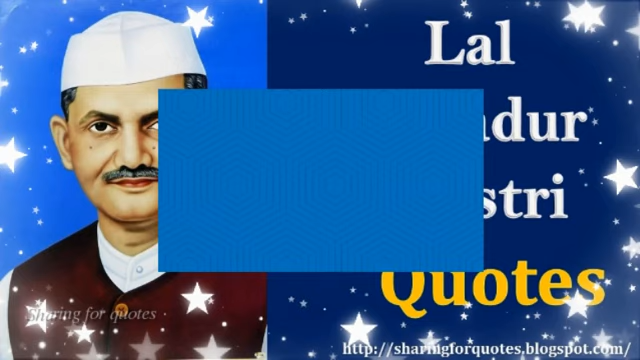 Lal
Quotes
sharing for quotes
http://sharingforquotes.blogspot.com/